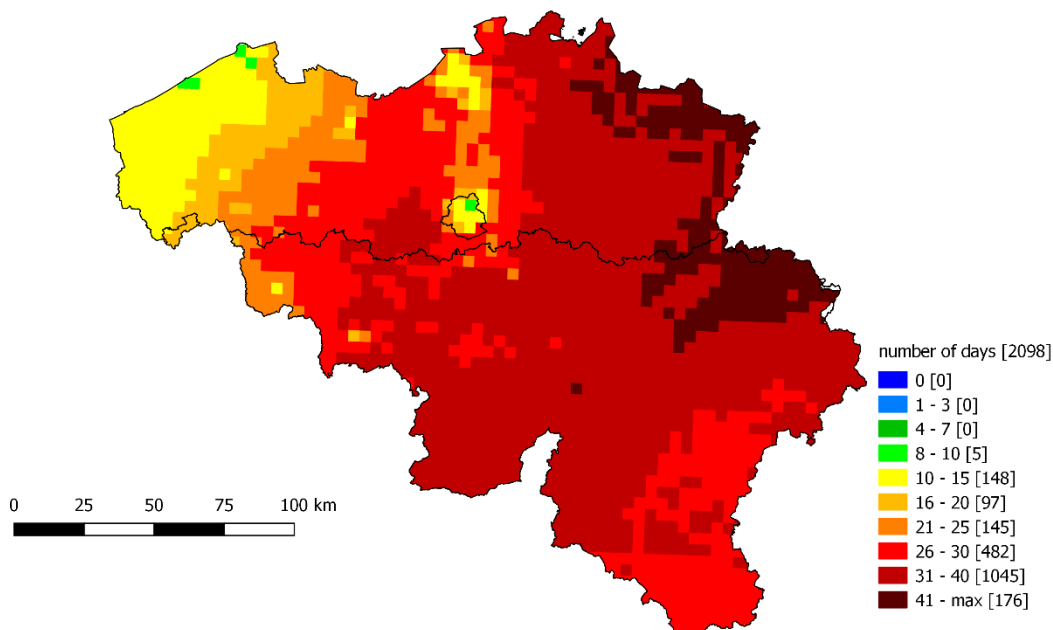 number of days [2098]
0 [0]
1 - 3 [0]
4 - 7 [0]
8 - 10 [5]
10 - 15 [148]
16 - 20 [97]
21 - 25 [145]
26 - 30 [482]
31 - 40 [1045]
41 - max [176]
0 25 50 75 100 km